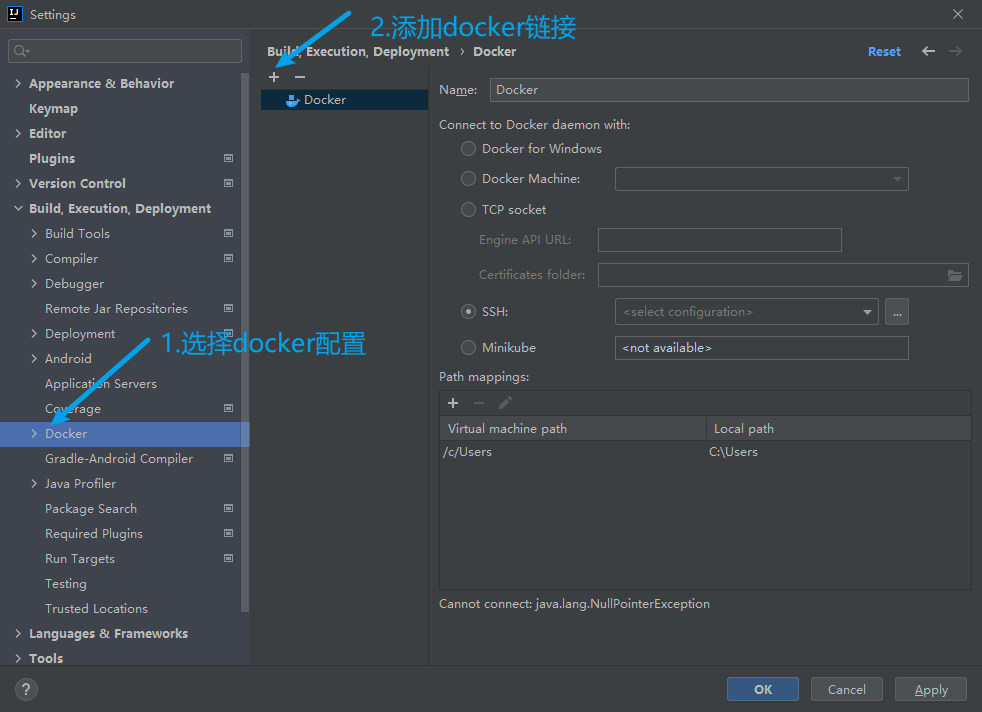 Settings
2.添加docker链接
Build, Execution, Deployment › Docker
Reset
Appearance & Behavior
Keymap
Editor
Plugins
Version Control
Build, Execution, Deployment
Build Tools
Compiler
Debugger
Remote Jar Repositories
Deployment
1.选择docker配置
Android
Application Servers
Coverage
Docker
Gradle-Android Compiler
Java Profiler
Package Search
Required Plugins
Run Targets
Testing
Trusted Locations
Languages & Frameworks
Tools
Docker
Name: Docker
Connect to Docker daemon with:
Docker for Windows
Docker Machine:
TCP socket
Engine API URL:
Certificates folder:
SSH: <select configuration> ...
Minikube <not available>
Path mappings:
Virtual machine path Local path
/c/Users C:\Users
Cannot connect: java.lang.NullPointerException
? OK Cancel Apply